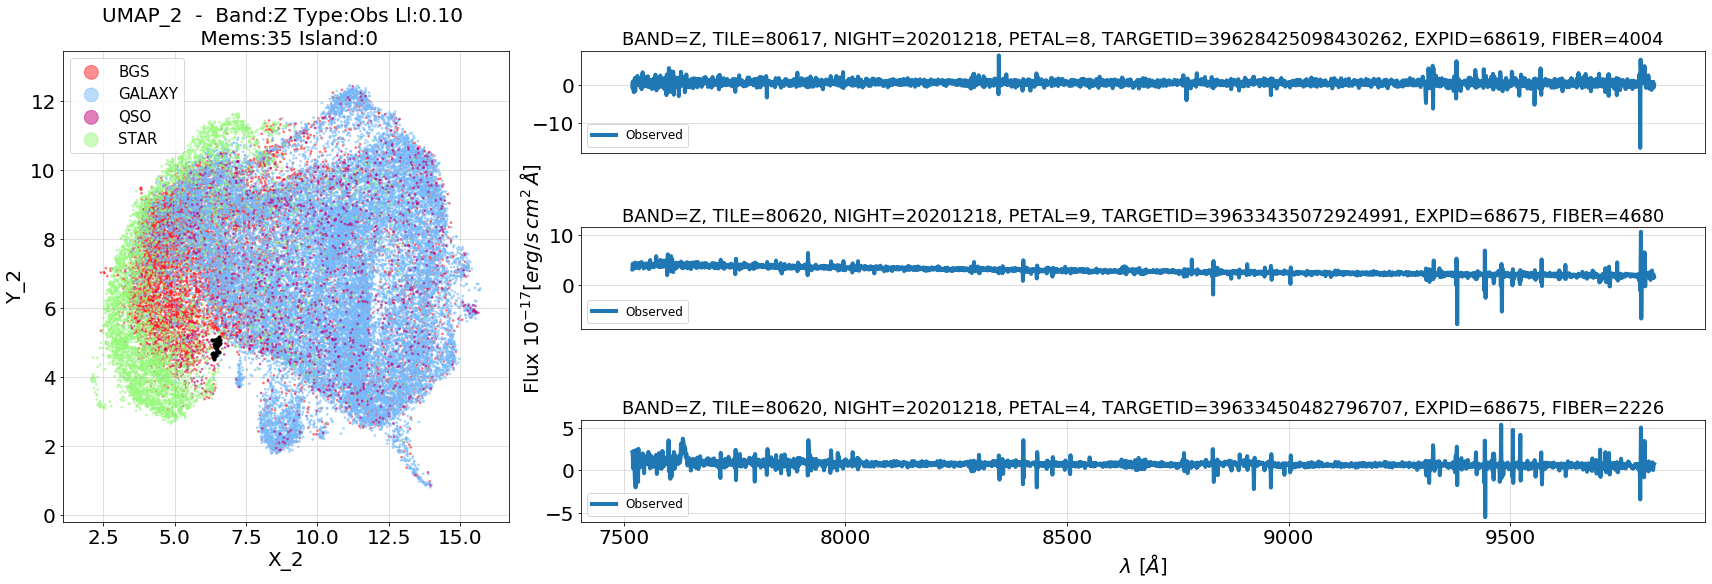 UMAP_2 - Band:Z Type:Obs Ll:0.10
Mems:35 Island:0
BGS
GALAXY
QSO
STAR
12
10
8
6
4
2
0
Y_2
2.5 5.0 7.5 10.0 12.5 15.0
X_2
Flux 10^{-17}[erg/s cm^2 Å]
BAND=Z, TILE=80617, NIGHT=20201218, PETAL=8, TARGETID=39628425098430262, EXPID=68619, FIBER=4004
0
−10
Observed
BAND=Z, TILE=80620, NIGHT=20201218, PETAL=9, TARGETID=39633435072924991, EXPID=68675, FIBER=4680
10
0
Observed
BAND=Z, TILE=80620, NIGHT=20201218, PETAL=4, TARGETID=39633450482796707, EXPID=68675, FIBER=2226
5
0
−5
Observed
7500 8000 8500 9000 9500
λ [Å]